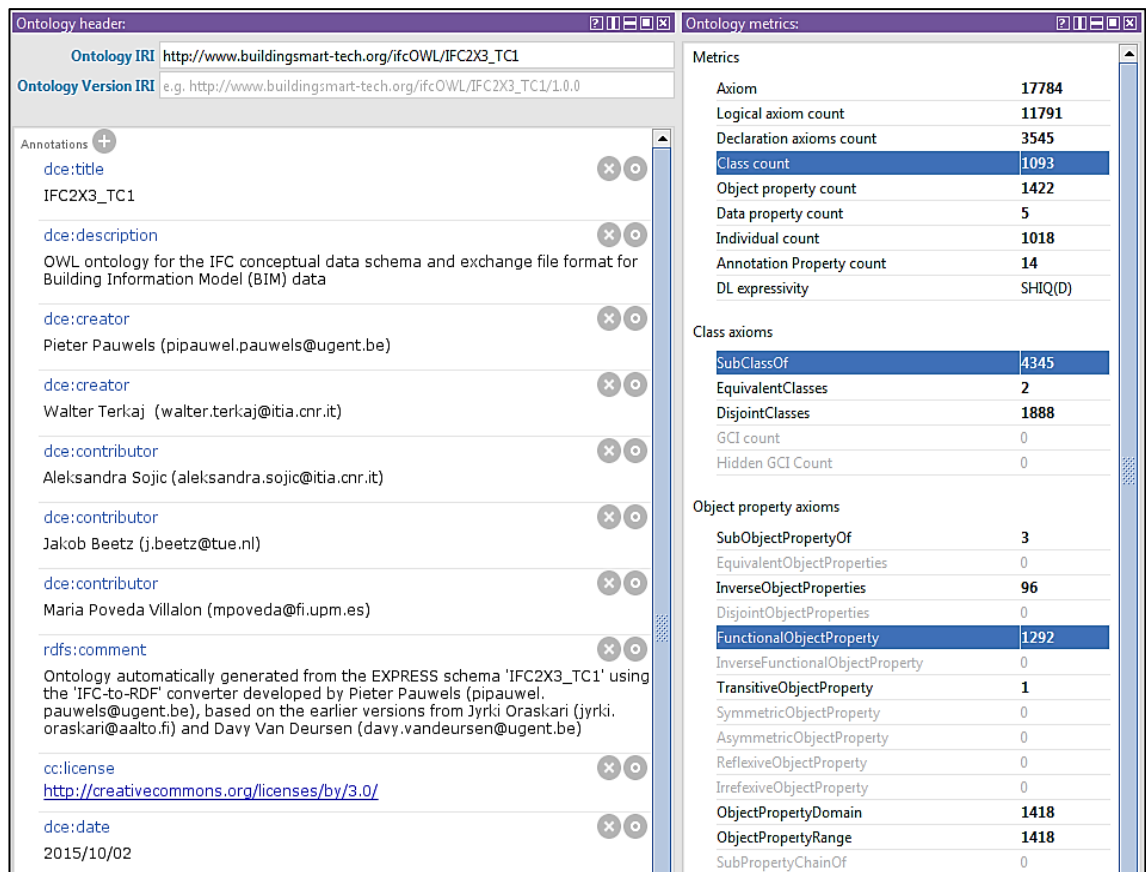 Ontology header:
Ontology IRI http://www.buildingsmart-tech.org/ifcOWL/IFC2X3_TC1
Ontology Version IRI e.g. http://www.buildingsmart-tech.org/ifcOWL/IFC2X3_TC1/1.0.0
Annotations
dce:title
IFC2X3_TC1
dce:description
OWL ontology for the IFC conceptual data schema and exchange file format for
Building Information Model (BIM) data
dce:creator
Pieter Pauwels (pipauwel.pauwels@ugent.be)
dce:creator
Walter Terkaj (walter.terkaj@itia.cnr.it)
dce:contributor
Aleksandra Sojic (aleksandra.sojic@itia.cnr.it)
dce:contributor
Jakob Beetz (j.beetz@tue.nl)
dce:contributor
Maria Poveda Villalon (mpoveda@fi.upm.es)
rdfs:comment
Ontology automatically generated from the EXPRESS schema 'IFC2X3_TC1' using
the 'IFC-to-RDF' converter developed by Pieter Pauwels (pipauwel.
pauwels@ugent.be), based on the earlier versions from Jyrki Oraskari (jyrki.
oraskari@aalto.fi) and Davy Van Deursen (davy.vandeursen@ugent.be)
cc:license
http://creativecommons.org/licenses/by/3.0/
dce:date
2015/10/02
Ontology metrics:
Metrics
Axiom 17784
Logical axiom count 11791
Declaration axioms count 3545
Class count 1093
Object property count 1422
Data property count 5
Individual count 1018
Annotation Property count 14
DL expressivity SHIQ(D)
Class axioms
SubClassOf 4345
EquivalentClasses 2
DisjointClasses 1888
GCI count 0
Hidden GCI Count 0
Object property axioms
SubObjectPropertyOf 3
EquivalentObjectProperties 0
InverseObjectProperties 96
DisjointObjectProperties 0
FunctionalObjectProperty 1292
InverseFunctionalObjectProperty 0
TransitiveObjectProperty 1
SymmetricObjectProperty 0
AsymmetricObjectProperty 0
ReflexiveObjectProperty 0
IrrefexiveObjectProperty 0
ObjectPropertyDomain 1418
ObjectPropertyRange 1418
SubPropertyChainOf 0